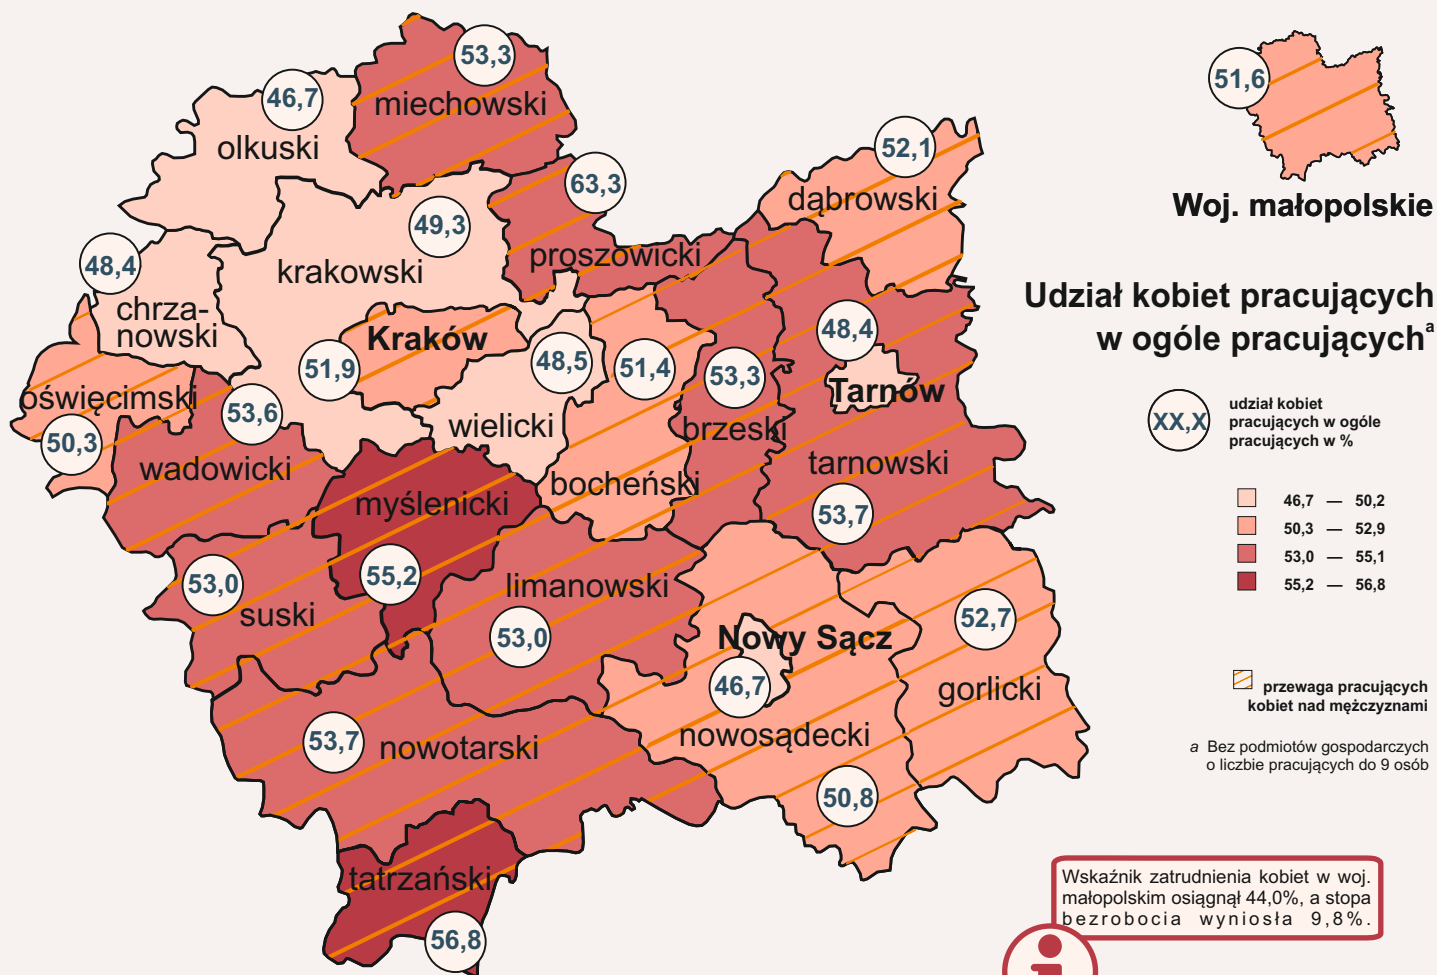 53,3
miechowski
46,7
olkuski
51,6
Woj. małopolskie
52,1
dąbrowski
63,3
proszowicki
49,3
krakowski
48,4
chrza-
nowski
Udział kobiet pracujących
w ogóle pracujących a
Kraków
51,9
48,5
wielicki
51,4
bocheński
53,3
brzeski
48,4
Tarnów
tarnowski
53,7
oświęcimski
50,3
53,6
wadowicki
XX,X
udział kobiet
pracujących w ogóle
pracujących w %
46,7 — 50,2
50,3 — 52,9
53,0 — 55,1
55,2 — 56,8
myślenicki
55,2
53,0
suski
limanowski
53,0
Nowy Sącz
46,7
nowosądecki
50,8
52,7
gorlicki
przewaga pracujących
kobiet nad mężczyznami
a Bez podmiotów gospodarczych
o liczbie pracujących do 9 osób
53,7
nowotarski
tatrzański
56,8
Wskaźnik zatrudnienia kobiet w woj.
małopolskim osiągnął 44,0%, a stopa
bezrobocia wyniosła 9,8%.